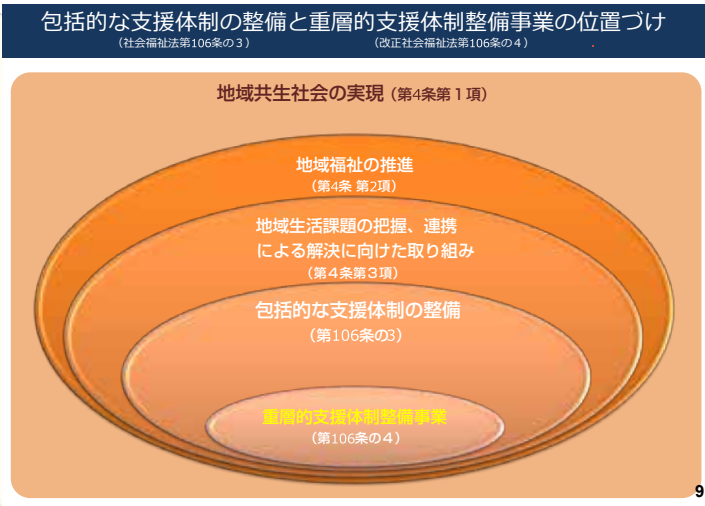 包括的な支援体制の整備と重層的支援体制整備事業の位置づけ
（社会福祉法第106条の３） （改正社会福祉法第106条の４）
地域共生社会の実現（第4条第１項）
地域福祉の推進
（第4条 第2項）
地域生活課題の把握、連携
による解決に向けた取り組み
（第４条第３項）
包括的な支援体制の整備
（第106条の3）
重層的支援体制整備事業
（第106条の４）
9